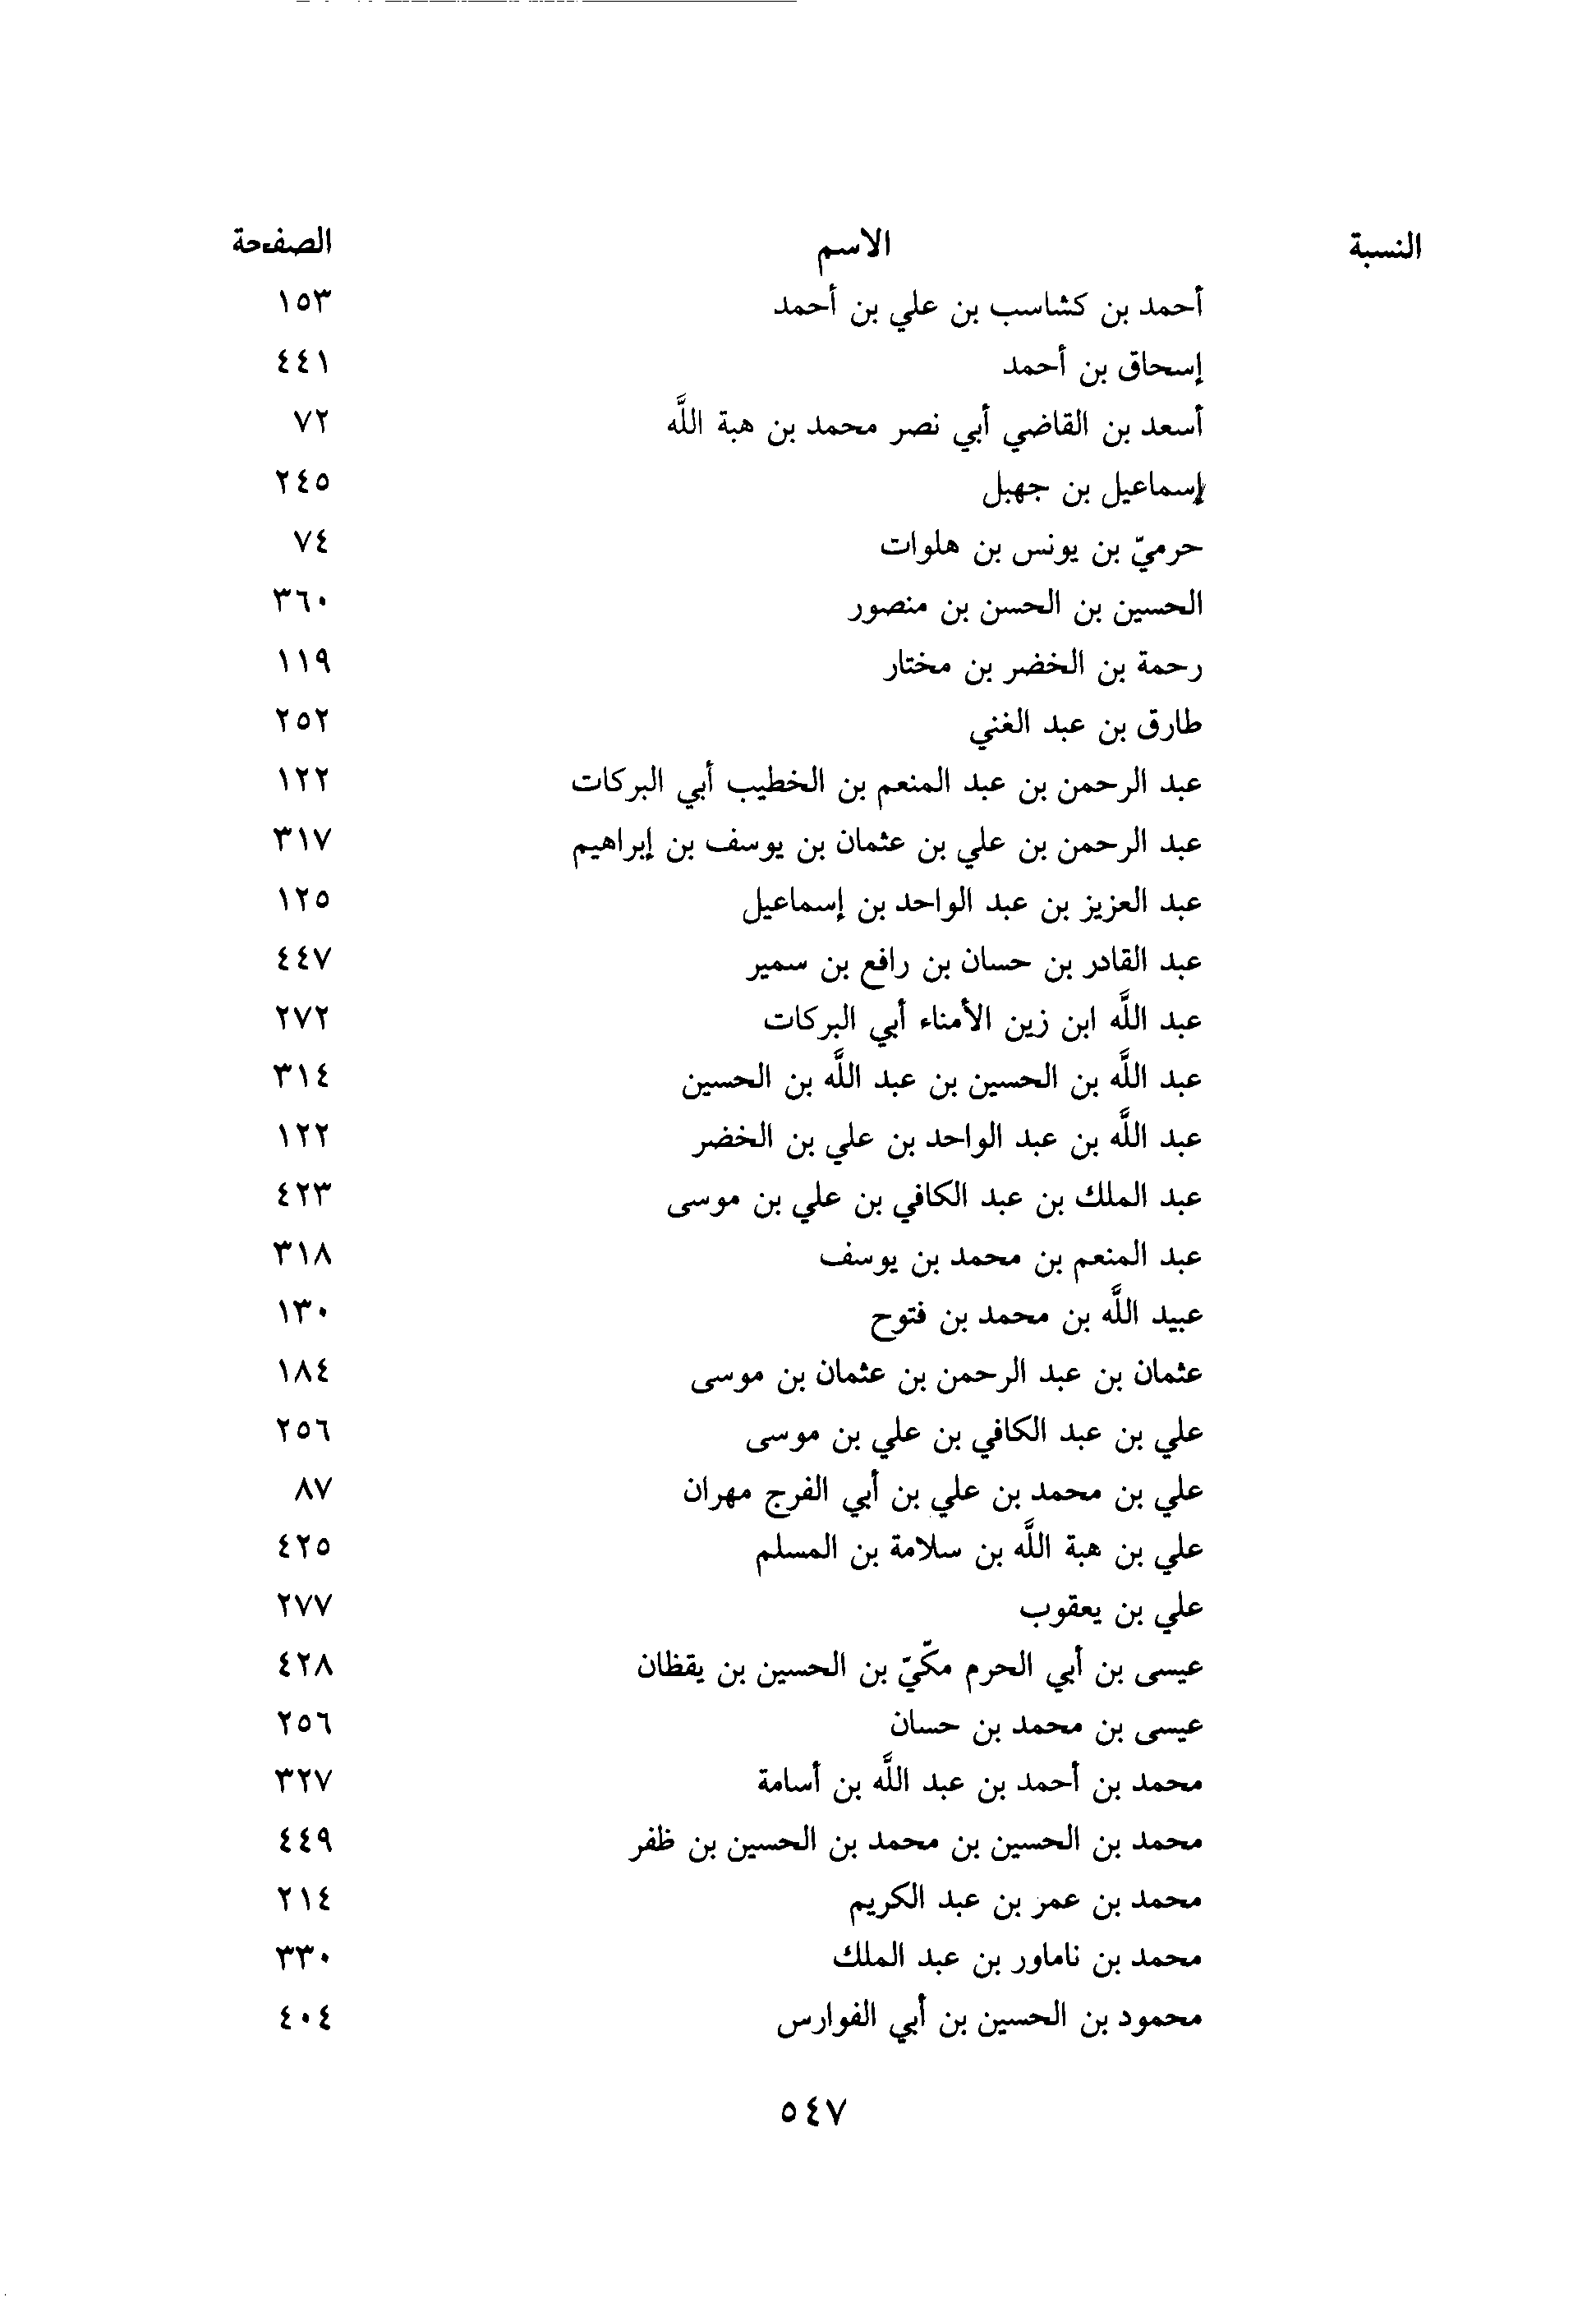 النسبة الاسم الصفحة
أحمد بن كشاسب بن علي بن أحمد ١٥٣
إسحاق بن أحمد ٤٤١
أسعد بن القاضي أبي نصر محمد بن هبة اللَّه ٧٢
إسماعيل بن جهبل ٢٤٥
حرميّ بن يونس بن هلوات ٧٤
الحسين بن الحسن بن منصور ٣٦٠
رحمة بن الخضر بن مختار ١١٩
طارق بن عبد الغني ٢٥٢
عبد الرحمن بن عبد المنعم بن الخطيب أبي البركات ١٢٢
عبد الرحمن بن علي بن عثمان بن يوسف بن إبراهيم ٣١٧
عبد العزيز بن عبد الواحد بن إسماعيل ١٢٥
عبد القادر بن حسان بن رافع بن سمير ٤٤٧
عبد اللَّه ابن زين الأمناء أبي البركات ٢٧٢
عبد اللَّه بن الحسين بن عبد اللَّه بن الحسين ٣١٤
عبد اللَّه بن عبد الواحد بن علي بن الخضر ١٢٢
عبد الملك بن عبد الكافي بن علي بن موسى ٤٢٣
عبد المنعم بن محمد بن يوسف ٣١٨
عبيد اللَّه بن محمد بن فتوح ١٣٠
عثمان بن عبد الرحمن بن عثمان بن موسى ١٨٤
علي بن عبد الكافي بن علي بن موسى ٢٥٦
علي بن محمد بن علي بن أبي الفرج مهران ٨٧
علي بن هبة اللَّه بن سلامة بن المسلم ٤٢٥
علي بن يعقوب ٢٧٧
عيسى بن أبي الحرم مكّيّ بن الحسين بن يقظان ٤٢٨
عيسى بن محمد بن حسان ٢٥٦
محمد بن أحمد بن عبد اللَّه بن أسامة ٣٢٧
محمد بن الحسين بن محمد بن الحسين بن ظفر ٤٤٩
محمد بن عمر بن عبد الكريم ٢١٤
محمد بن ناماور بن عبد الملك ٣٣٠
محمود بن الحسين بن أبي الفوارس ٤٠٤
٥٤٧